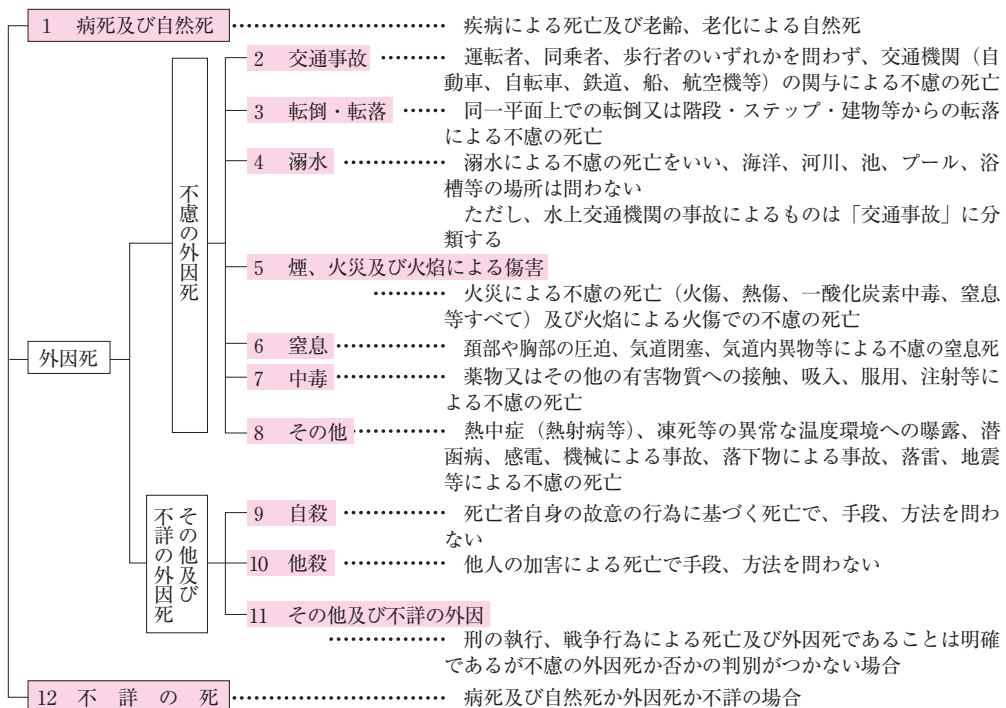 1 病死及び自然死 ………………………… 疾病による死亡及び老齢、老化による自然死
2 交通事故 ……… 運転者、同乗者、歩行者のいずれかを問わず、交通機関（自
動車、自転車、鉄道、船、航空機等）の関与による不慮の死亡
3 転倒・転落 …… 同一平面上での転倒又は階段・ステップ・建物等からの転落
による不慮の死亡
4 溺水 …………… 溺水による不慮の死亡をいい、海洋、河川、池、プール、浴
槽等の場所は問わない
ただし、水上交通機関の事故によるものは「交通事故」に分
類する
5 煙、火災及び火焰による傷害
………… 火災による不慮の死亡（火傷、熱傷、一酸化炭素中毒、窒息
等すべて）及び火焰による火傷での不慮の死亡
6 窒息 …………… 頚部や胸部の圧迫、気道閉塞、気道内異物等による不慮の窒息死
7 中毒 …………… 薬物又はその他の有害物質への接触、吸入、服用、注射等に
よる不慮の死亡
8 その他 ………… 熱中症（熱射病等）、凍死等の異常な温度環境への曝露、潜
函病、感電、機械による事故、落下物による事故、落雷、地震
等による不慮の死亡
不慮の外因死
外因死
9 自殺 …………… 死亡者自身の故意の行為に基づく死亡で、手段、方法を問わ
ない
10 他殺 …………… 他人の加害による死亡で手段、方法を問わない
11 その他及び不詳の外因
…………… 刑の執行、戦争行為による死亡及び外因死であることは明確
であるが不慮の外因死か否かの判別がつかない場合
その他及び
不詳の外因死
12 不詳の死 ………………………… 病死及び自然死か外因死か不詳の場合